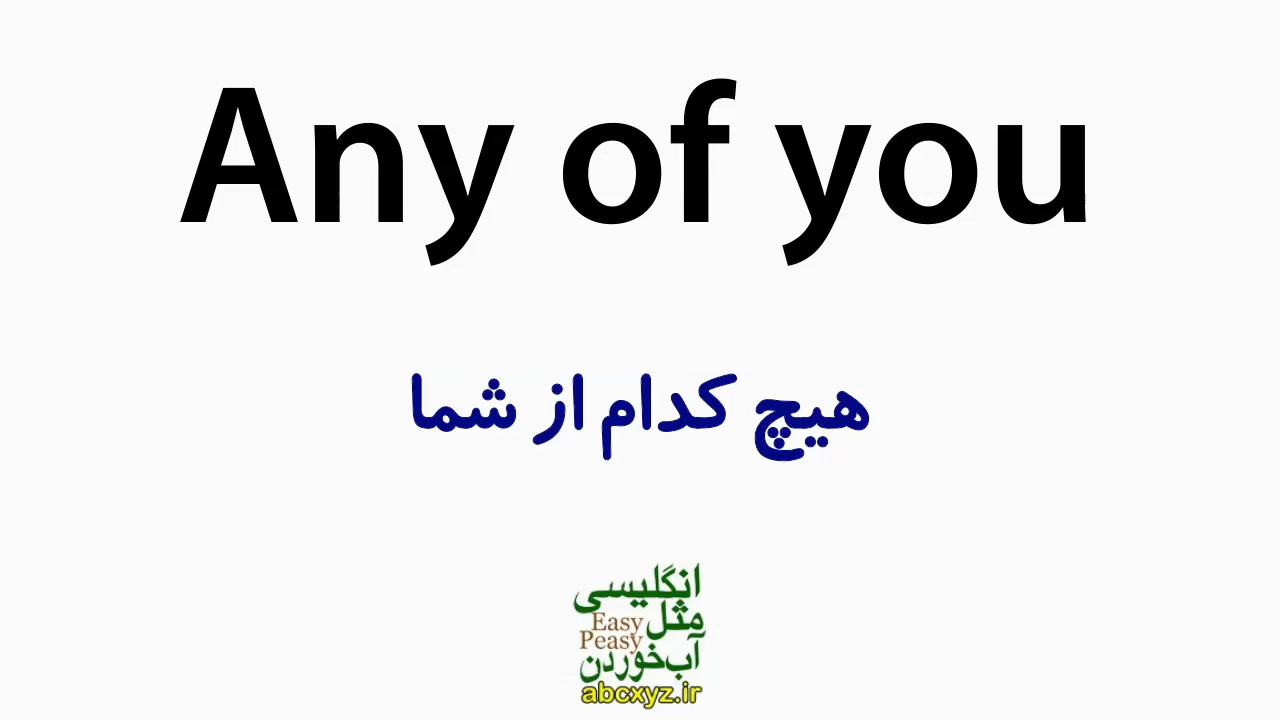 Any of you
هیچ کدام از شما
انگلیسی
مثل
Easy
Peasy
آب‌خوردن
abcxyz.ir